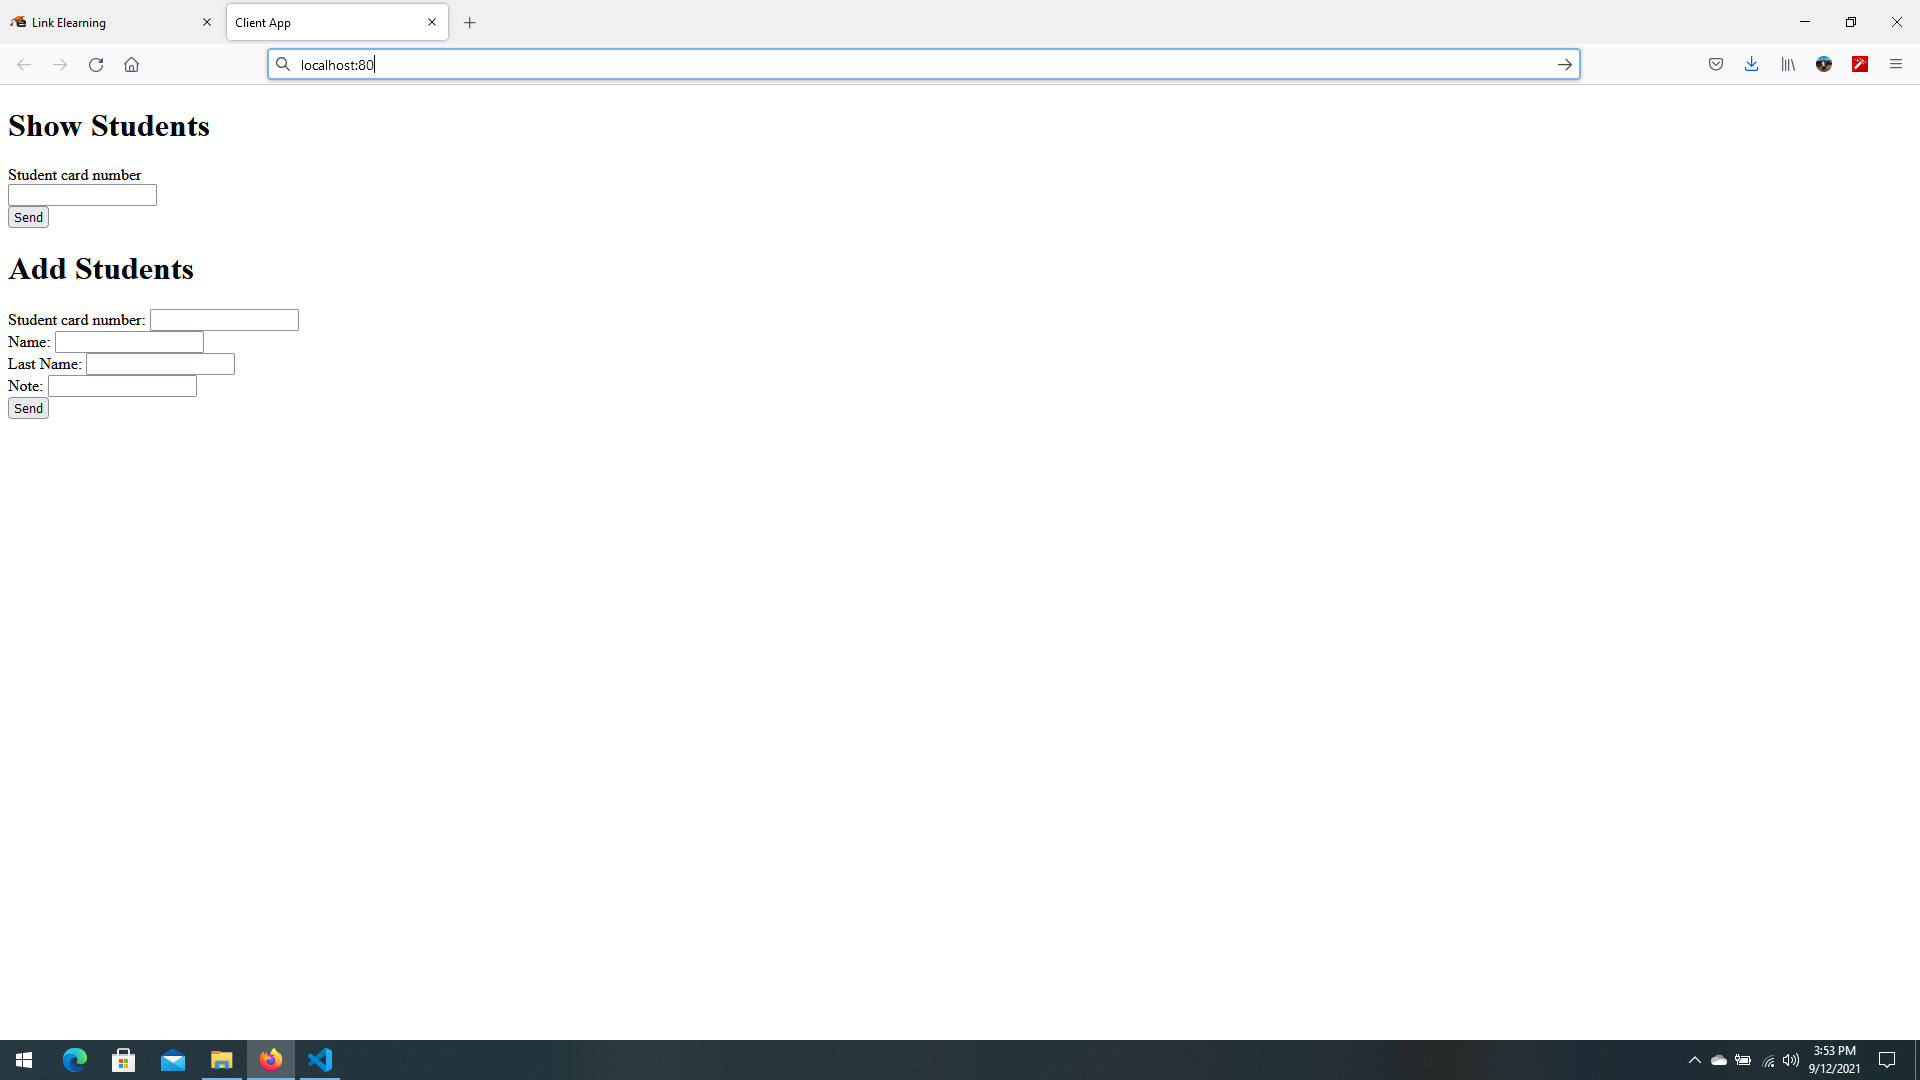 Link Elearning
Client App
localhost:80
Show Students
Student card number
Send
Add Students
Student card number:
Name:
Last Name:
Note:
Send
3:53 PM
9/12/2021